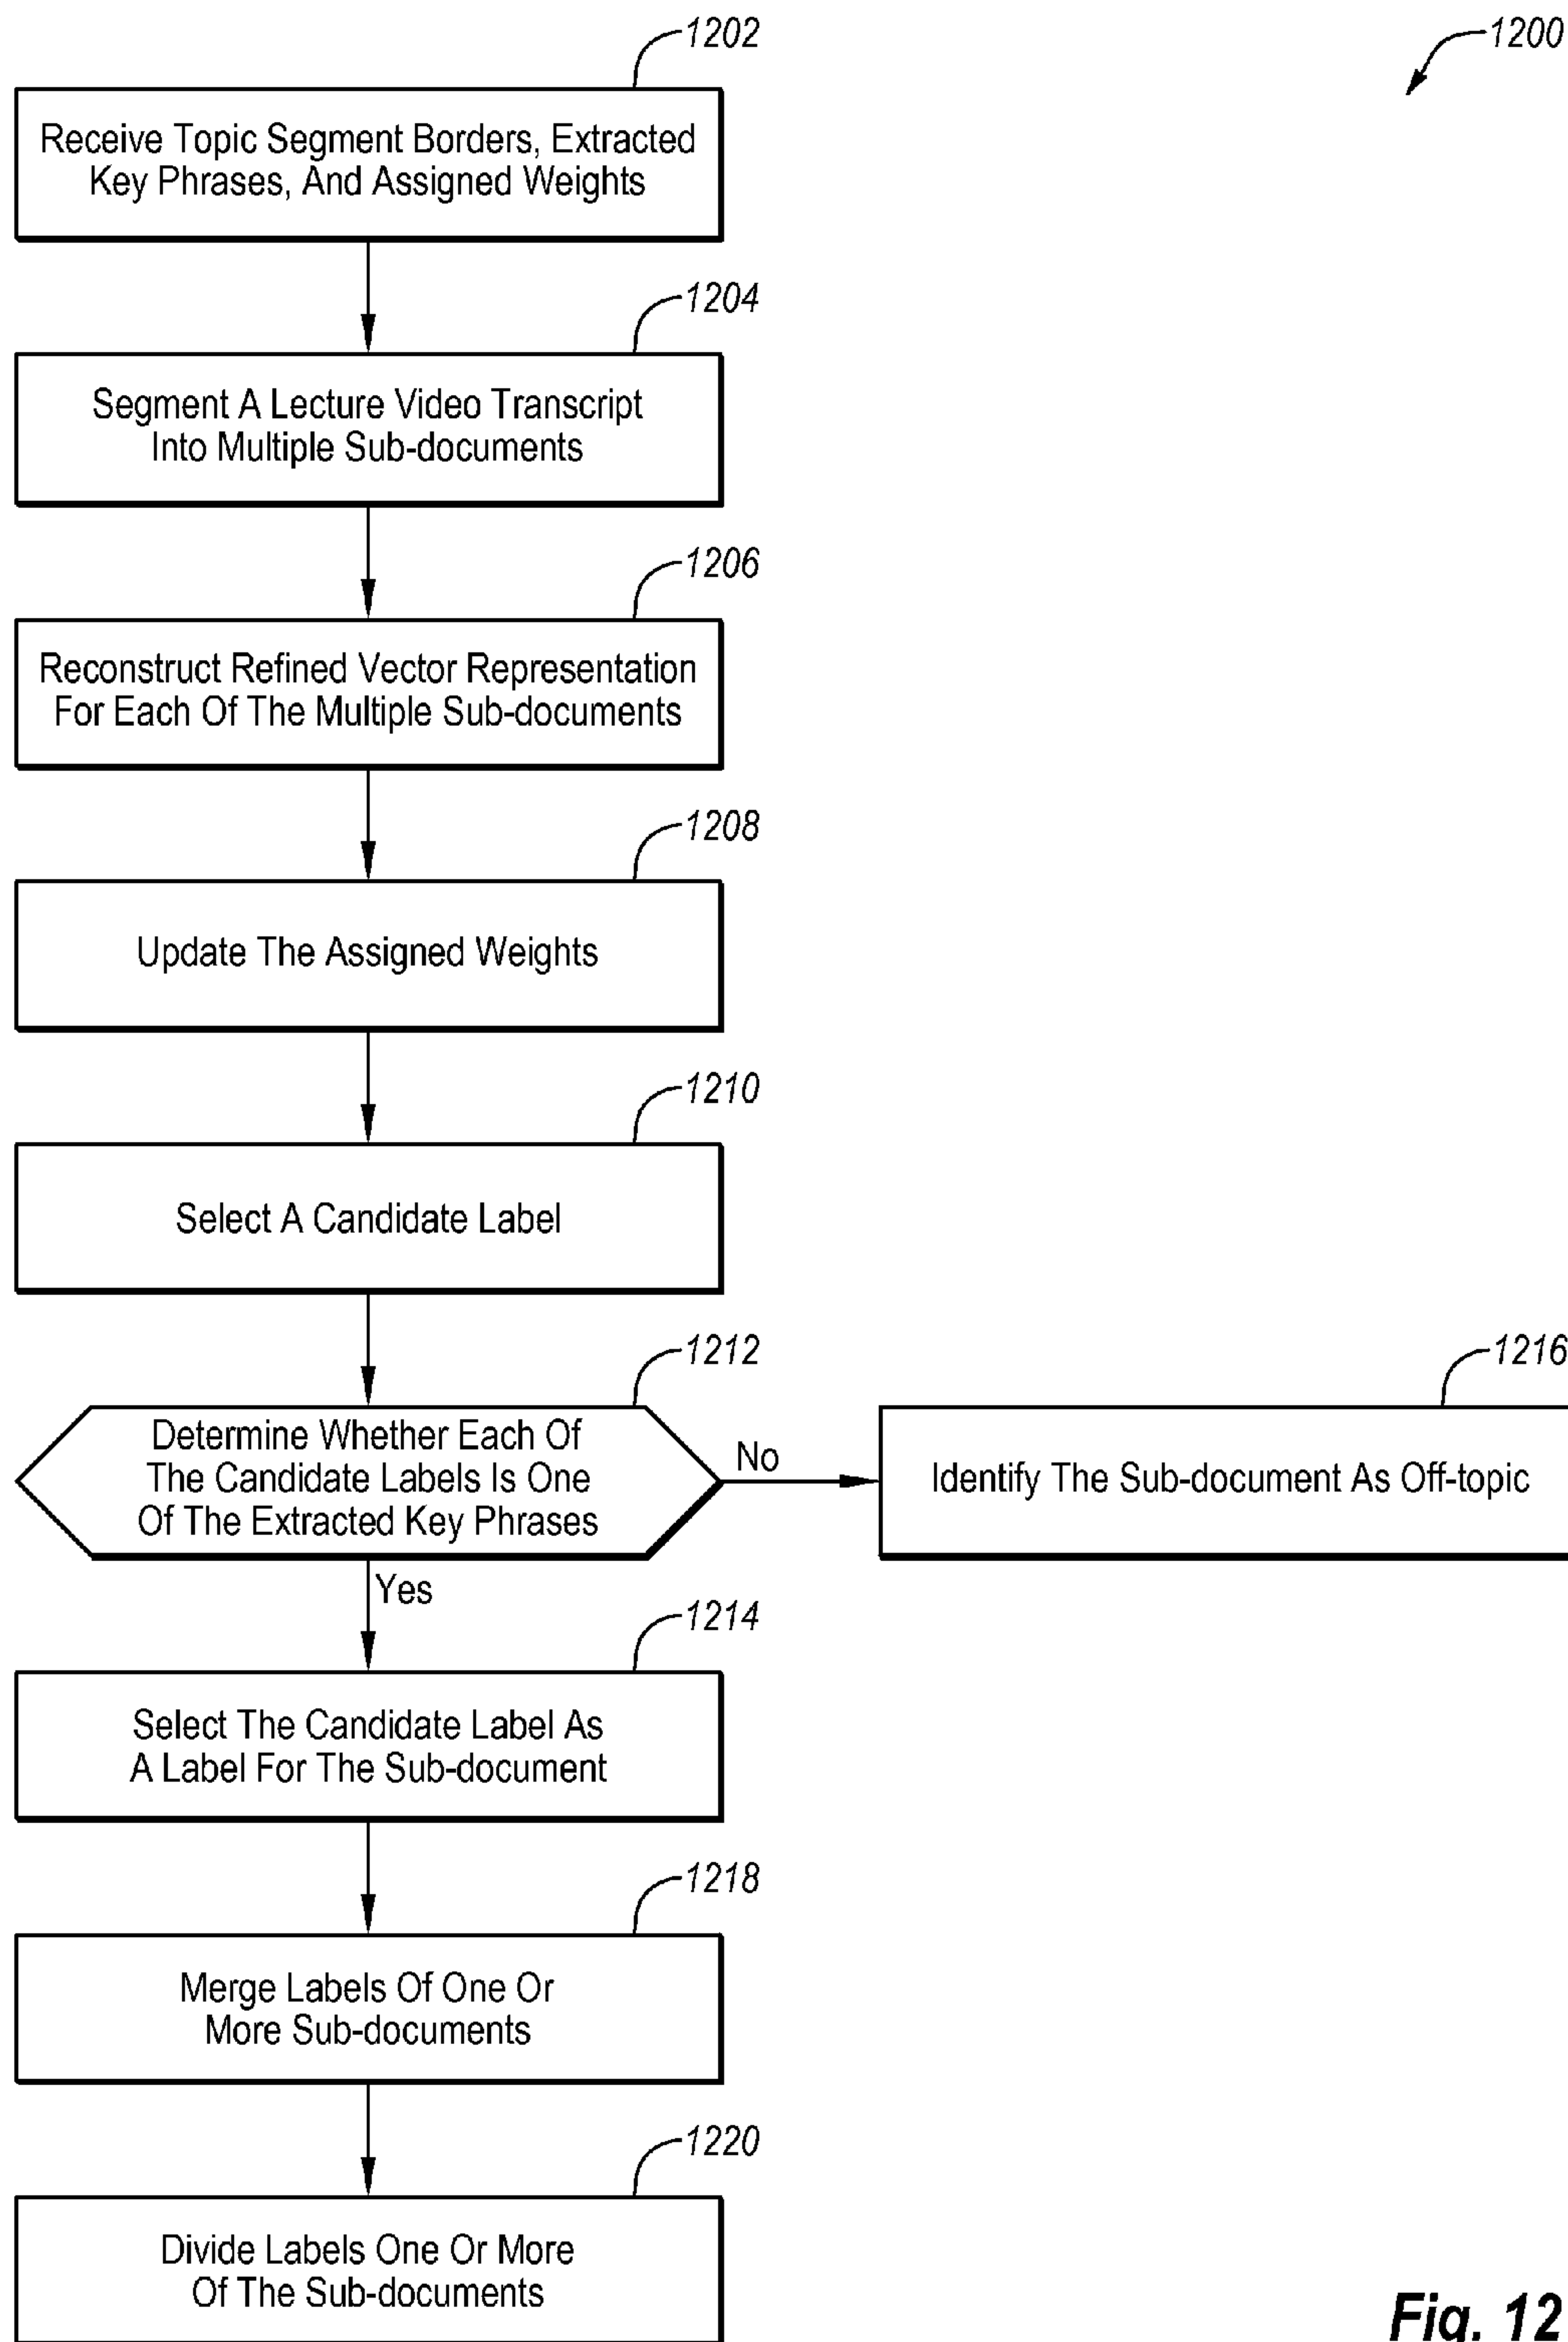 1202
1200
Receive Topic Segment Borders, Extracted
Key Phrases, And Assigned Weights
1204
Segment A Lecture Video Transcript
Into Multiple Sub-documents
1206
Reconstruct Refined Vector Representation
For Each Of The Multiple Sub-documents
1208
Update The Assigned Weights
1210
Select A Candidate Label
1212
Determine Whether Each Of
The Candidate Labels Is One
Of The Extracted Key Phrases
No
1216
Identify The Sub-document As Off-topic
Yes
1214
Select The Candidate Label As
A Label For The Sub-document
1218
Merge Labels Of One Or
More Sub-documents
1220
Divide Labels One Or More
Of The Sub-documents
Fig. 12